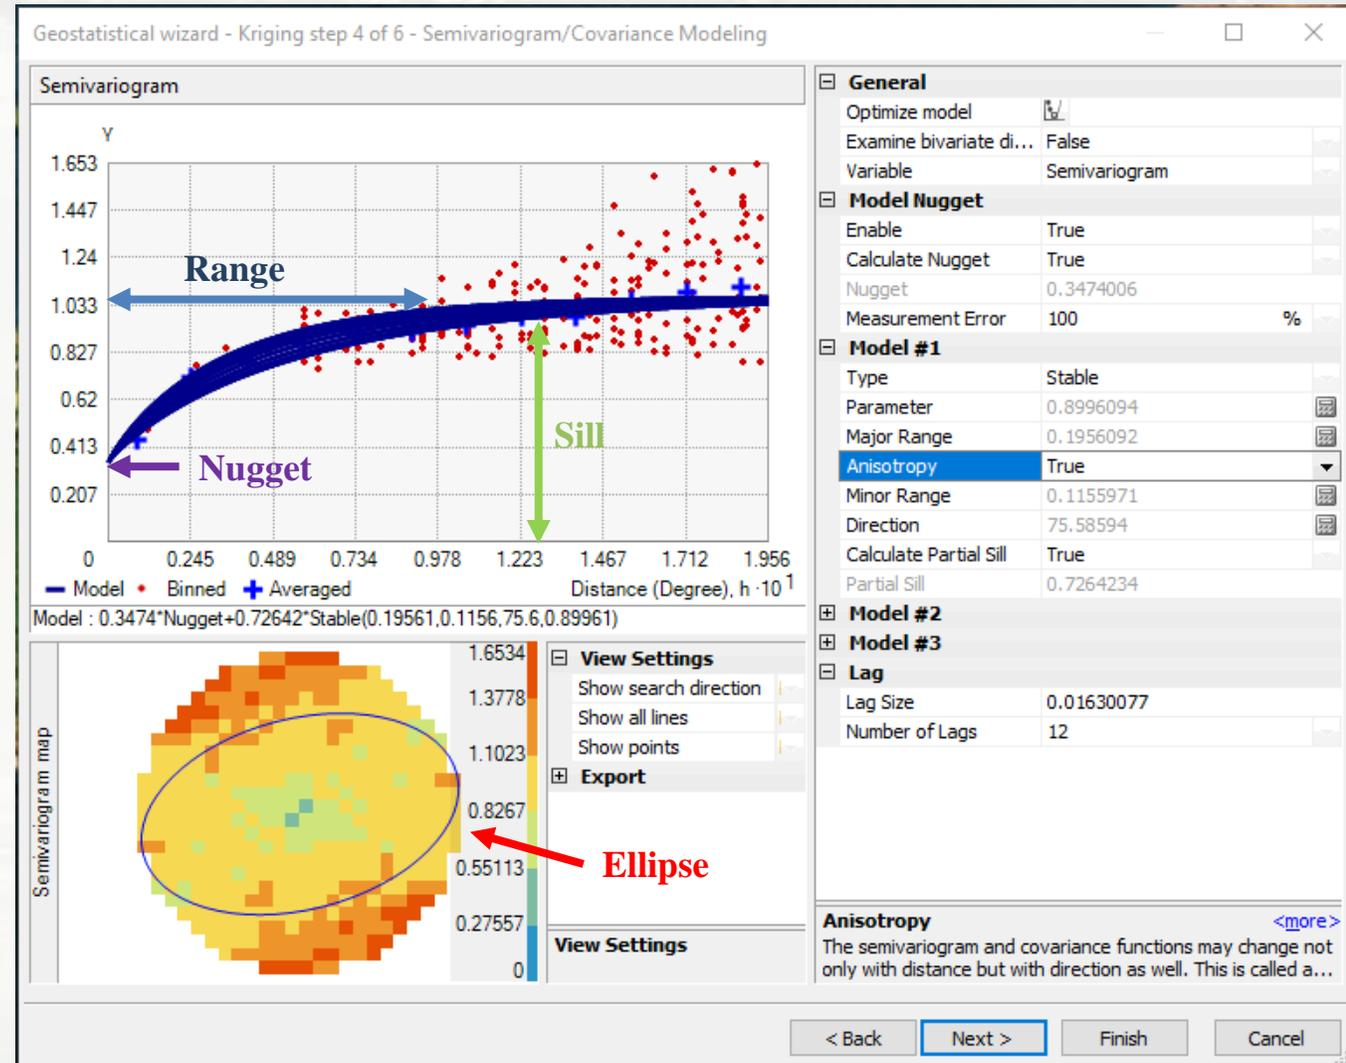 Geostatistical wizard - Kriging step 4 of 6 - Semivariogram/Covariance Modeling
Semivariogram
γ
1.653
1.447
1.24
1.033
0.827
0.62
0.413
0.207
0
0.245
0.489
0.734
0.978
1.223
1.467
1.712
1.956
Range
Sill
Nugget
Model
Binned
Averaged
Distance (Degree), h ·10 1
Model : 0.3474*Nugget+0.72642*Stable(0.19561,0.1156,75.6,0.89961)
Semivariogram map
1.6534
1.3778
1.1023
0.8267
0.55113
0.27557
0
Ellipse
View Settings
Show search direction
Show all lines
Show points
Export
View Settings
General
Optimize model
Examine bivariate di... False
Variable Semivariogram
Model Nugget
Enable True
Calculate Nugget True
Nugget 0.3474006
Measurement Error 100 %
Model #1
Type Stable
Parameter 0.8996094
Major Range 0.1956092
Anisotropy True
Minor Range 0.1155971
Direction 75.58594
Calculate Partial Sill True
Partial Sill 0.7264234
Model #2
Model #3
Lag
Lag Size 0.01630077
Number of Lags 12
Anisotropy <more>
The semivariogram and covariance functions may change not
only with distance but with direction as well. This is called a...
< Back
Next >
Finish
Cancel